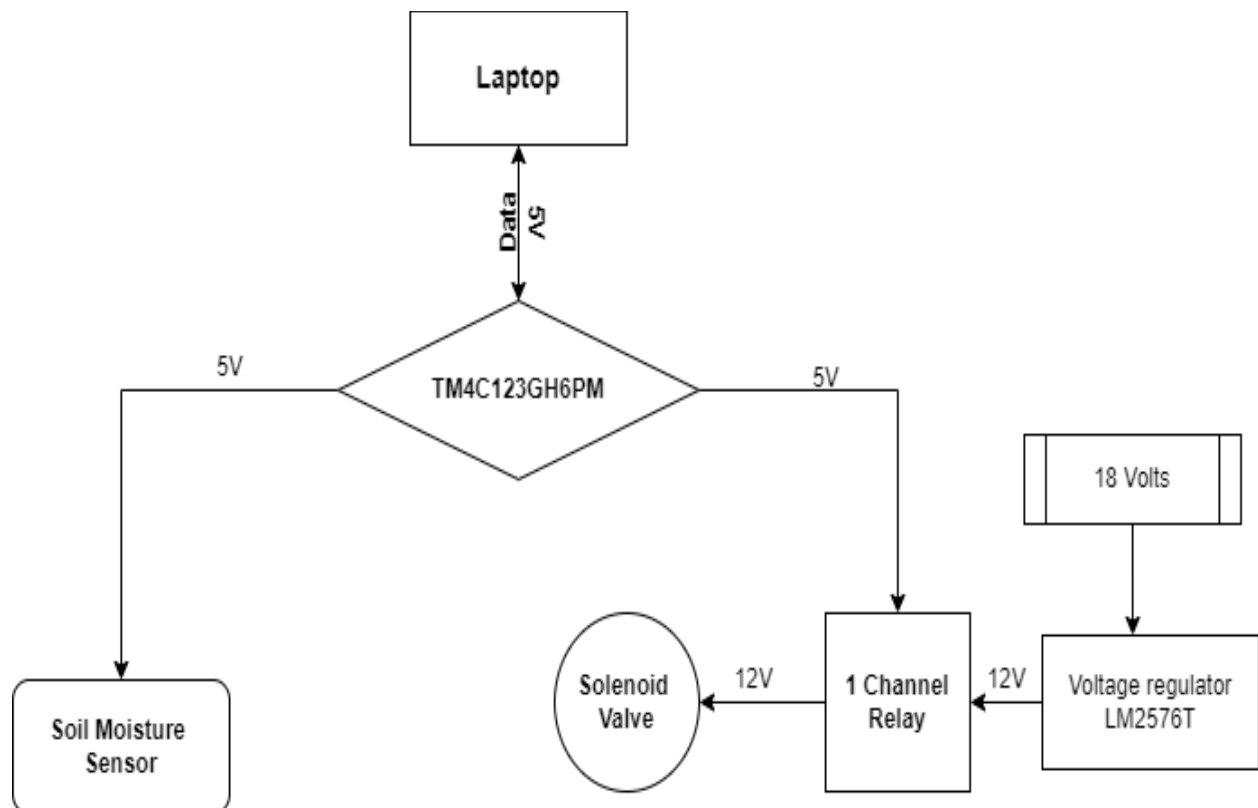 Laptop
Data
5V
5V
TM4C123GH6PM
5V
18 Volts
Solenoid
Valve
12V
1 Channel
Relay
12V
Voltage regulator
LM2576T
Soil Moisture
Sensor